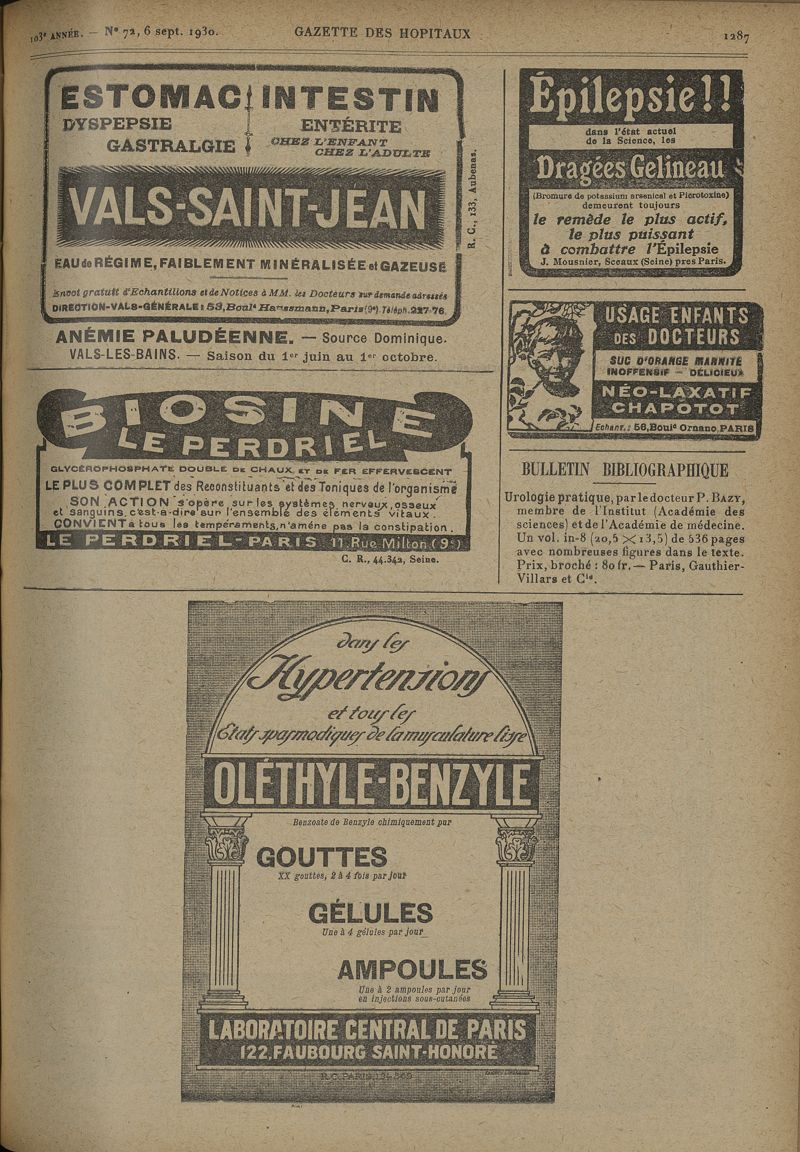 103e ANNÉE. — No 72, 6 sept. 1930.
GAZETTE DES HOPITAUX
1287
ESTOMAC INTESTIN
DYSPEPSIE
GASTRALGIE
ENTÉRITE
CHEZ L'ENFANT
CHEZ L'ADULTE
VALS-SAINT-JEAN
EAU de RÉGIME, FAIBLEMENT MINÉRALISÉE et GAZEUSE
Envoi gratuit d'Echantillons et de Notices à MM. les Docteurs sur demande adressée
DIRECTION-VALS-GÉNÉRALE : 53, Bould Haussmann, Paris (9e). Téléph. 227-76.
R. C., 133, Aubenas.
ANÉMIE PALUDÉENNE. — Source Dominique.
VALS-LES-BAINS. — Saison du 1er juin au 1er octobre.
BIOSINE
LE PERDRIEL
GLYCÉROPHOSPHATE DOUBLE DE CHAUX ET DE FER EFFERVESCENT
LE PLUS COMPLET des Reconstituants et des Toniques de l'organisme
SON ACTION s'opère sur les systèmes nerveux, osseux
et sanguins, c'est-à-dire sur l'ensemble des éléments vitaux
CONVIENT à tous les tempéraments, n'amène pas la constipation.
LE PERDRIEL-PARIS 11, Rue Milton (9e)
C. R., 44.342, Seine.
Épilepsie!!
dans l'état actuel
de la Science, les
Dragées Gelineau
(Bromure de potassium arsenical et Picrotoxine)
demeurent toujours
le remède le plus actif,
le plus puissant
à combattre l'Épilepsie
J. Mousnier, Sceaux (Seine) près Paris.
USAGE ENFANTS
DES DOCTEURS
SUC D'ORANGE MANNITÉ
INOFFENSIF — DÉLICIEUX
NÉO-LAXATIF
CHAPOTOT
Echant. : 56, Bould Ornano, PARIS
BULLETIN BIBLIOGRAPHIQUE
Urologie pratique, par le docteur P. BAZY,
membre de l'Institut (Académie des
sciences) et de l'Académie de médecine.
Un vol. in-8 (20,5 × 13,5) de 536 pages
avec nombreuses figures dans le texte.
Prix, broché : 80 fr. — Paris, Gauthier-
Villars et Cie.
dans les
Hypertensions
et tous les
États spasmodiques de la musculature lisse
OLÉTHYLE-BENZYLE
Benzoate de Benzyle chimiquement pur
GOUTTES
XX gouttes, 2 à 4 fois par jour
GÉLULES
Une à 4 gélules par jour
AMPOULES
Une à 2 ampoules par jour
en injections sous-cutanées
LABORATOIRE CENTRAL DE PARIS
122, FAUBOURG SAINT-HONORÉ